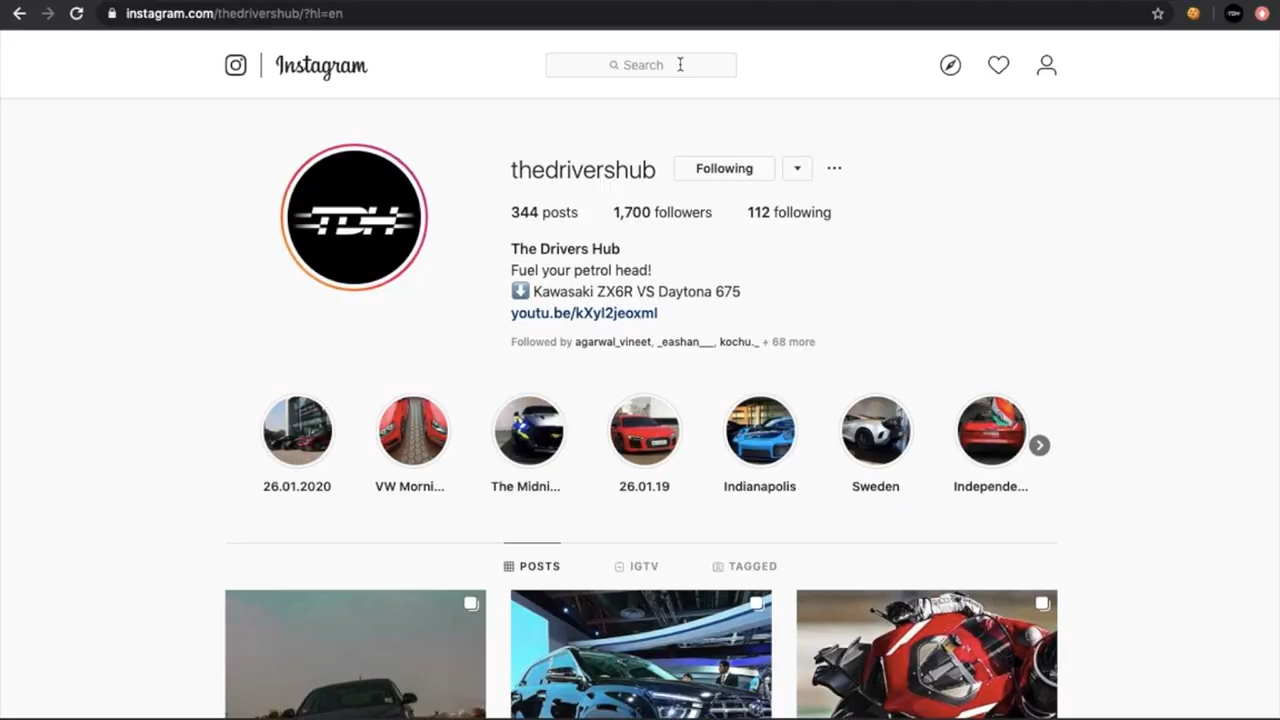 instagram.com/thedrivershub/?hl=en
TDH
Instagram
Search
thedrivershub
Following
344 posts
1,700 followers
112 following
TDH
The Drivers Hub
Fuel your petrol head!
⬇️ Kawasaki ZX6R VS Daytona 675
youtu.be/kXyl2jeoxmI
Followed by agarwal_vineet, _eashan___, kochu._ + 68 more
26.01.2020
VW Morni...
The Midni...
26.01.19
Indianapolis
Sweden
Independe...
POSTS
IGTV
TAGGED